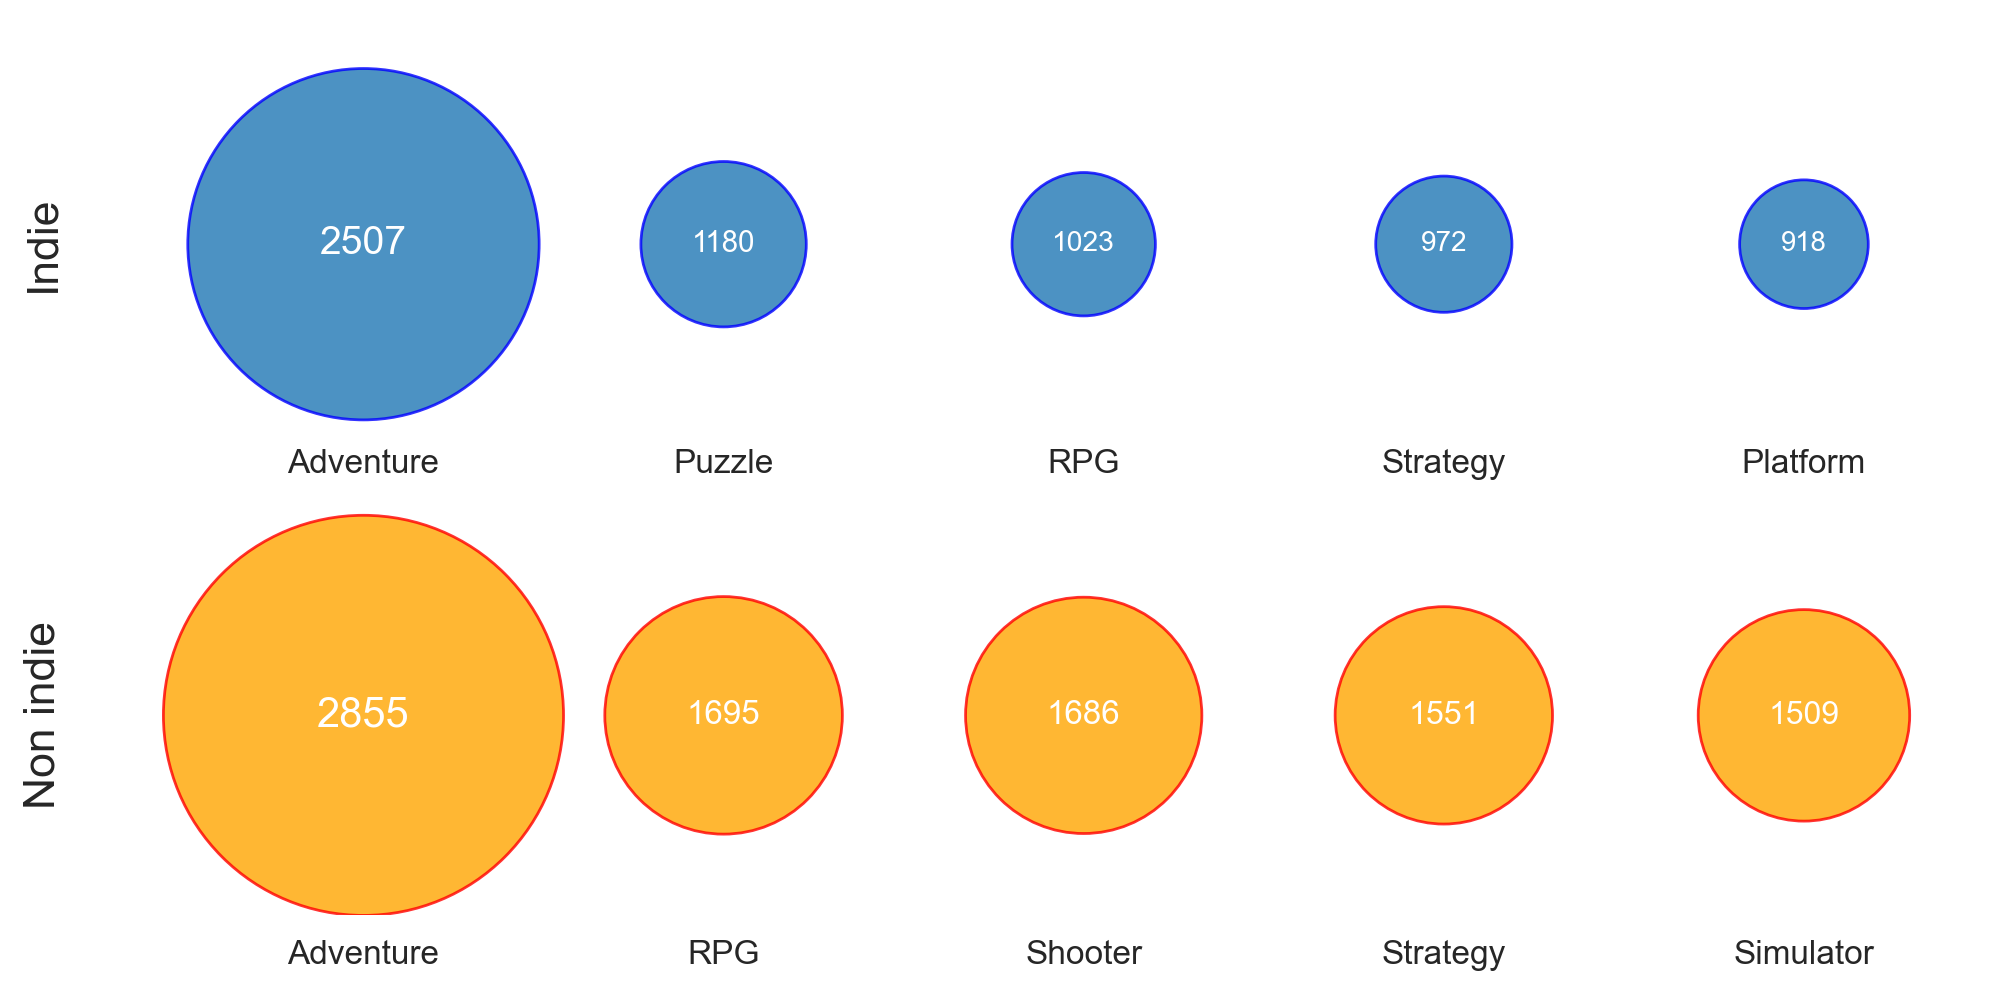 Indie
2507
1180
1023
972
918
Adventure
Puzzle
RPG
Strategy
Platform
Non indie
2855
1695
1686
1551
1509
Adventure
RPG
Shooter
Strategy
Simulator